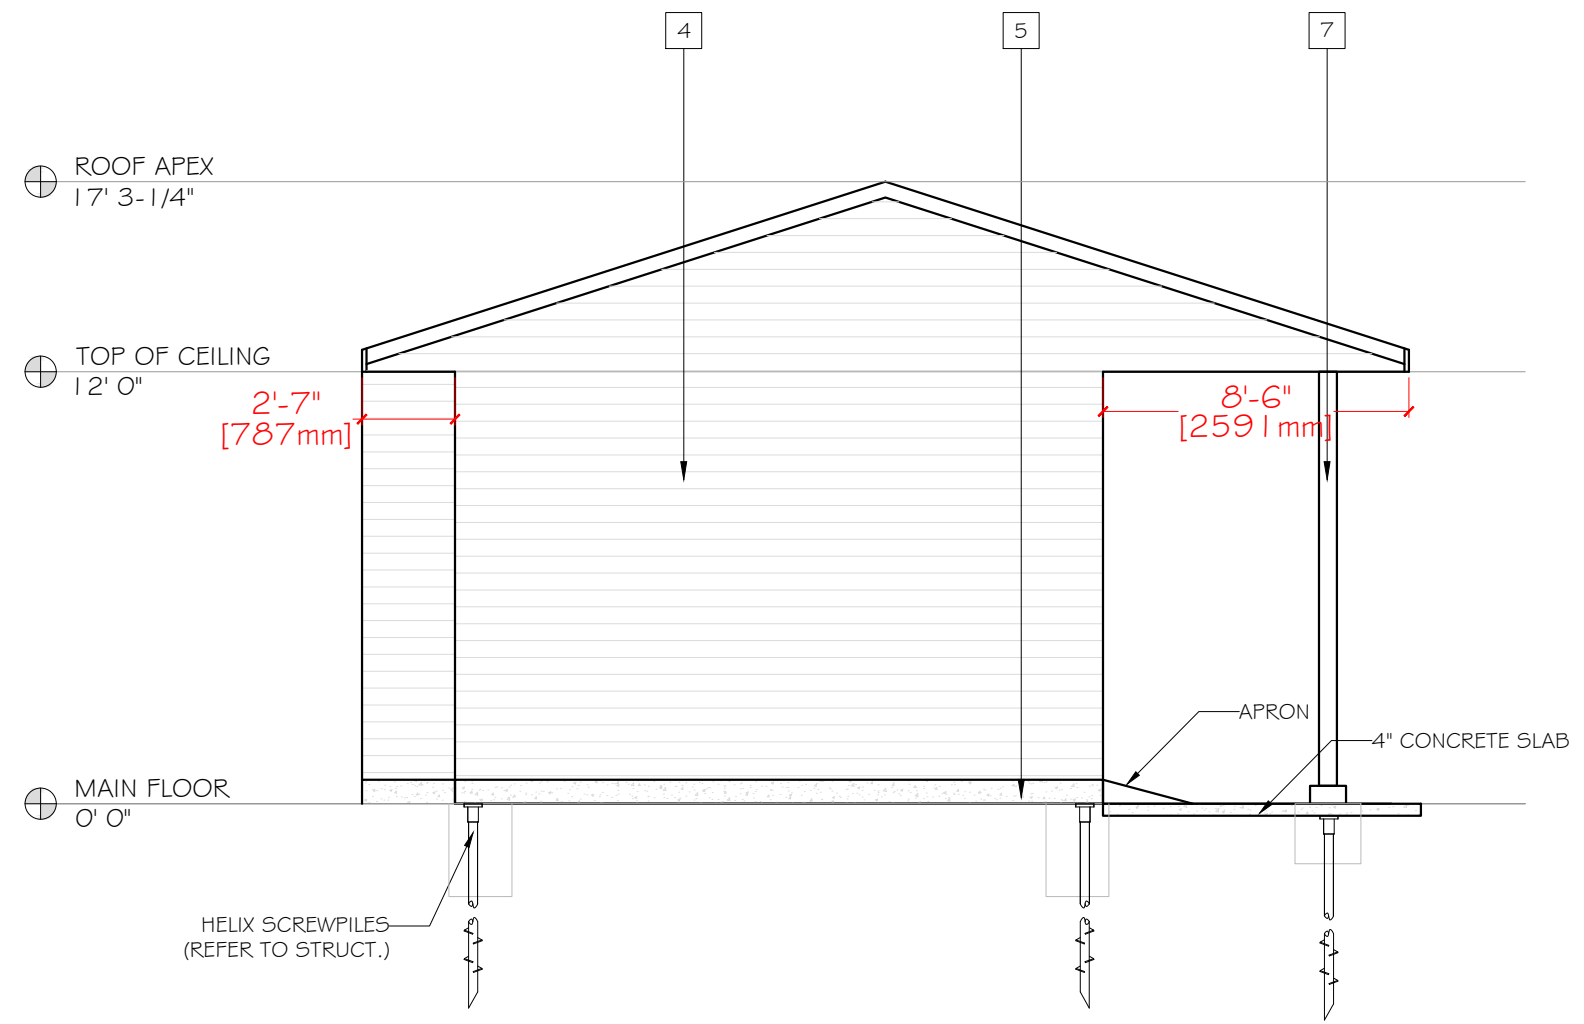 4
5
7
ROOF APEX
17' 3-1/4"
TOP OF CEILING
12' 0"
2'-7"
[787mm]
8'-6"
[2591mm]
APRON
4" CONCRETE SLAB
MAIN FLOOR
0' 0"
HELIX SCREWPILES
(REFER TO STRUCT.)